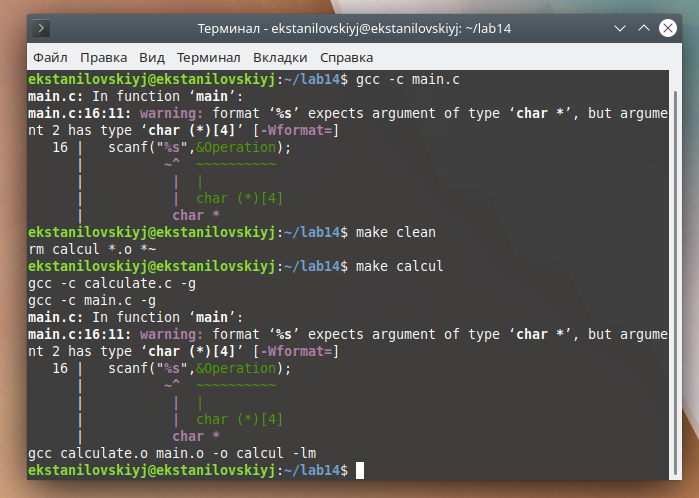 Терминал - ekstanilovskiyj@ekstanilovskiyj: ~/lab14
Файл Правка Вид Терминал Вкладки Справка
ekstanilovskiyj@ekstanilovskiyj:~/lab14$ gcc -c main.c
main.c: In function ‘main’:
main.c:16:11: warning: format ‘%s’ expects argument of type ‘char *’, but argume
nt 2 has type ‘char (*)[4]’ [-Wformat=]
   16 |   scanf("%s",&Operation);
      |          ~^  ~~~~~~~~~~
      |           |  |
      |           |  char (*)[4]
      |           char *
ekstanilovskiyj@ekstanilovskiyj:~/lab14$ make clean
rm calcul *.o *~
ekstanilovskiyj@ekstanilovskiyj:~/lab14$ make calcul
gcc -c calculate.c -g
gcc -c main.c -g
main.c: In function ‘main’:
main.c:16:11: warning: format ‘%s’ expects argument of type ‘char *’, but argume
nt 2 has type ‘char (*)[4]’ [-Wformat=]
   16 |   scanf("%s",&Operation);
      |          ~^  ~~~~~~~~~~
      |           |  |
      |           |  char (*)[4]
      |           char *
gcc calculate.o main.o -o calcul -lm
ekstanilovskiyj@ekstanilovskiyj:~/lab14$